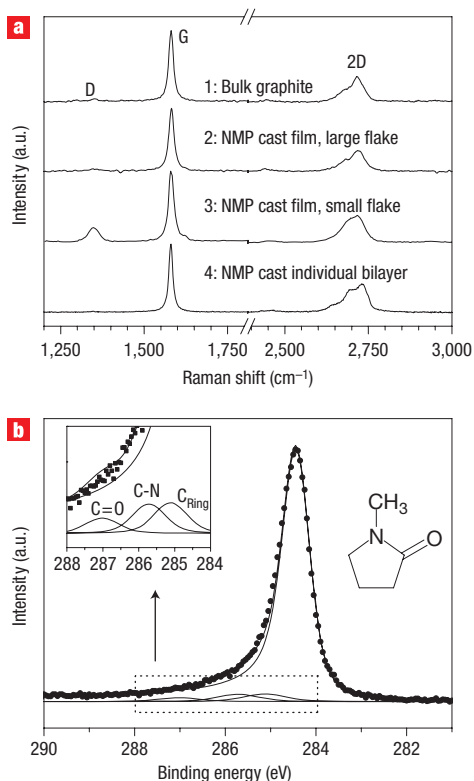 a
D
G
2D
1: Bulk graphite
2: NMP cast film, large flake
3: NMP cast film, small flake
4: NMP cast individual bilayer
Intensity (a.u.)
1,250 1,500 1,750 2,500 2,750 3,000
Raman shift (cm⁻¹)
b
C=O
C-N
C_Ring
288 287 286 285 284
CH₃
N
O
Intensity (a.u.)
290 288 286 284 282
Binding energy (eV)